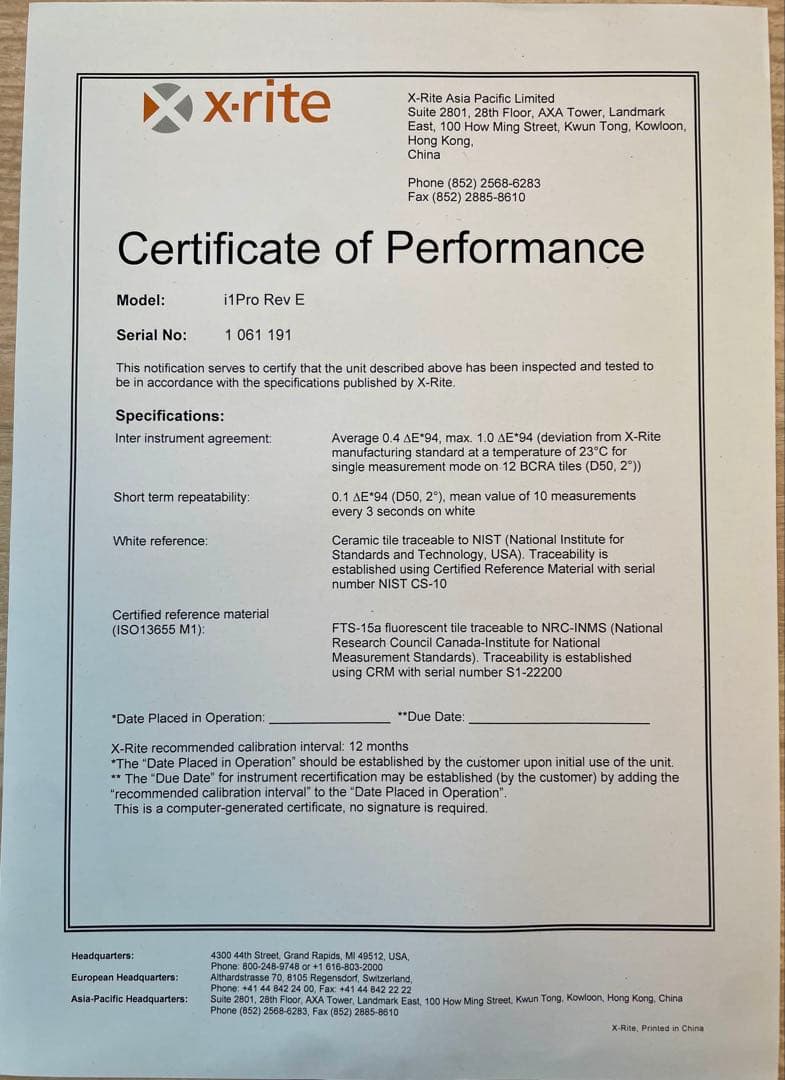 x·rite
X-Rite Asia Pacific Limited
Suite 2801, 28th Floor, AXA Tower, Landmark
East, 100 How Ming Street, Kwun Tong, Kowloon,
Hong Kong,
China
Phone (852) 2568-6283
Fax (852) 2885-8610
Certificate of Performance
Model: i1Pro Rev E
Serial No: 1 061 191
This notification serves to certify that the unit described above has been inspected and tested to
be in accordance with the specifications published by X-Rite.
Specifications:
Inter instrument agreement: Average 0.4 ΔE*94, max. 1.0 ΔE*94 (deviation from X-Rite
manufacturing standard at a temperature of 23°C for
single measurement mode on 12 BCRA tiles (D50, 2°))
Short term repeatability: 0.1 ΔE*94 (D50, 2°), mean value of 10 measurements
every 3 seconds on white
White reference: Ceramic tile traceable to NIST (National Institute for
Standards and Technology, USA). Traceability is
established using Certified Reference Material with serial
number NIST CS-10
Certified reference material
(ISO13655 M1): FTS-15a fluorescent tile traceable to NRC-INMS (National
Research Council Canada-Institute for National
Measurement Standards). Traceability is established
using CRM with serial number S1-22200
*Date Placed in Operation: ________________ **Due Date: ________________________
X-Rite recommended calibration interval: 12 months
*The “Date Placed in Operation” should be established by the customer upon initial use of the unit.
** The “Due Date” for instrument recertification may be established (by the customer) by adding the
“recommended calibration interval” to the “Date Placed in Operation”.
This is a computer-generated certificate, no signature is required.
Headquarters: 4300 44th Street, Grand Rapids, MI 49512, USA,
Phone: 800-248-9748 or +1 616-803-2000
European Headquarters: Althardstrasse 70, 8105 Regensdorf, Switzerland,
Phone: +41 44 842 24 00, Fax: +41 44 842 22 22
Asia-Pacific Headquarters: Suite 2801, 28th Floor, AXA Tower, Landmark East, 100 How Ming Street, Kwun Tong, Kowloon, Hong Kong, China
Phone (852) 2568-6283, Fax (852) 2885-8610
X-Rite, Printed in China